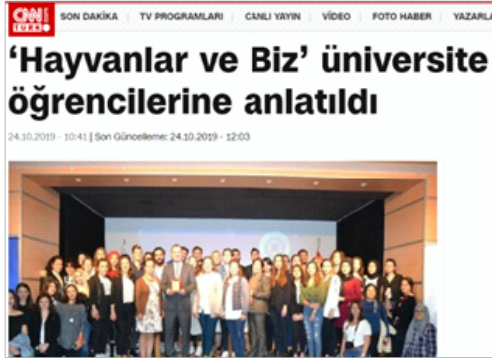 CNN TÜRK SON DAKİKA | TV PROGRAMLARI | CANLI YAYIN | VİDEO | FOTO HABER | YAZARLA
‘Hayvanlar ve Biz’ üniversite
öğrencilerine anlatıldı
24.10.2019 - 10:41 | Son Güncelleme: 24.10.2019 - 12:03